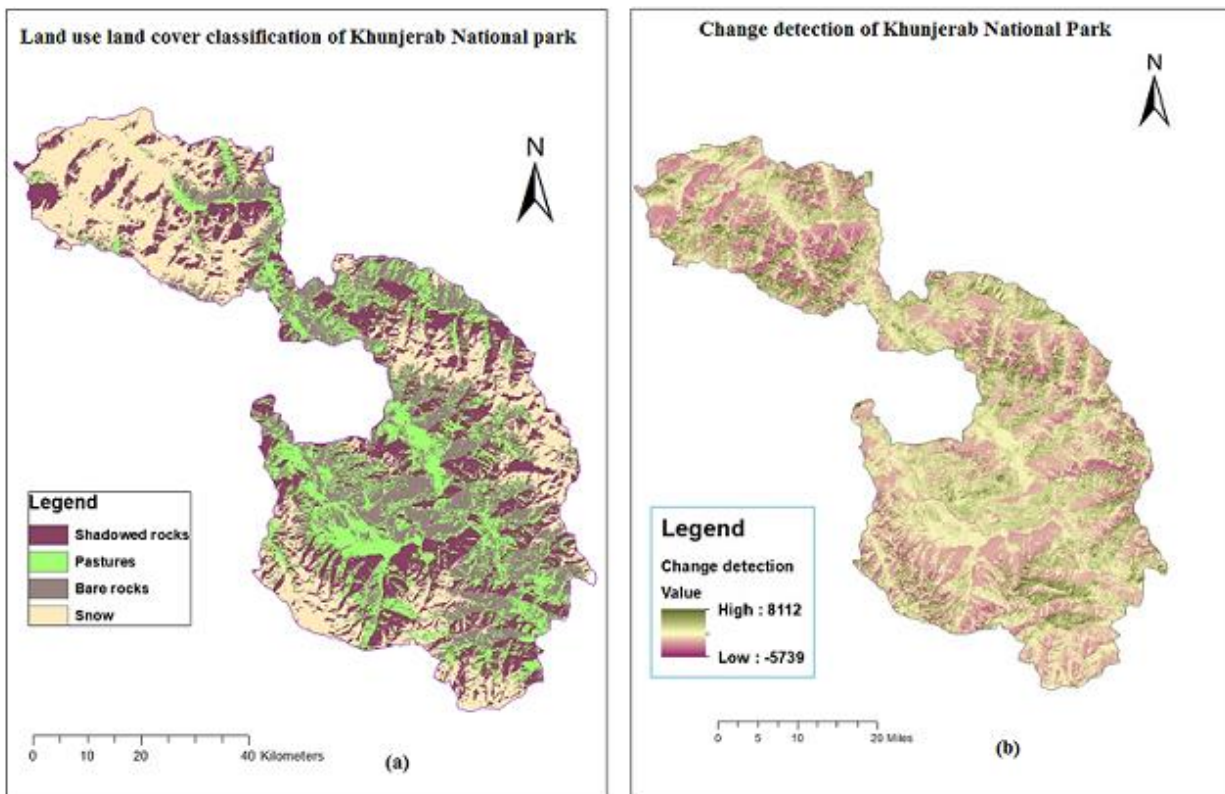 Land use land cover classification of Khunjerab National park
N
Legend
Shadowed rocks
Pastures
Bare rocks
Snow
0 10 20 40 Kilometers
(a)
Change detection of Khunjerab National Park
N
Legend
Change detection
Value
High : 8112
Low : -5739
0 5 10 20 Miles
(b)